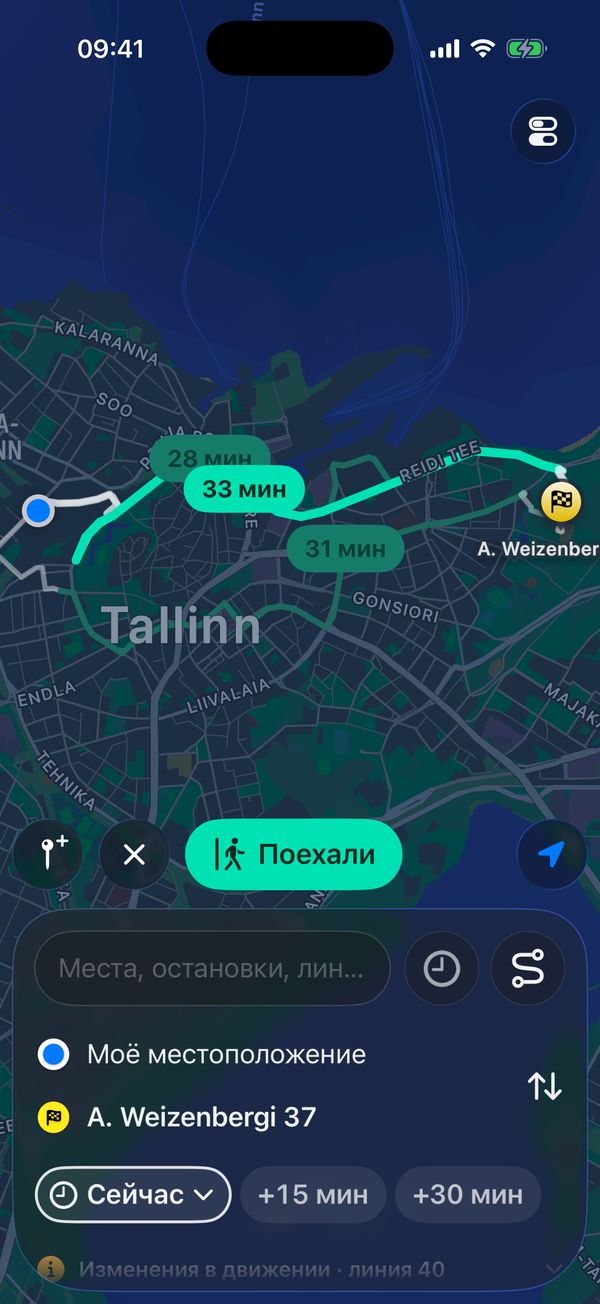 09:41
KALARANNA
SOO
28 мин
33 мин
REIDI TEE
31 мин
A. Weizenber
GONSIORI
Tallinn
ENDLA
LIIVALAIA
MAJAKA
TEHNIKA
Поехали
Места, остановки, лин...
Моё местоположение
A. Weizenbergi 37
Сейчас
+15 мин
+30 мин
Изменения в движении · линия 40